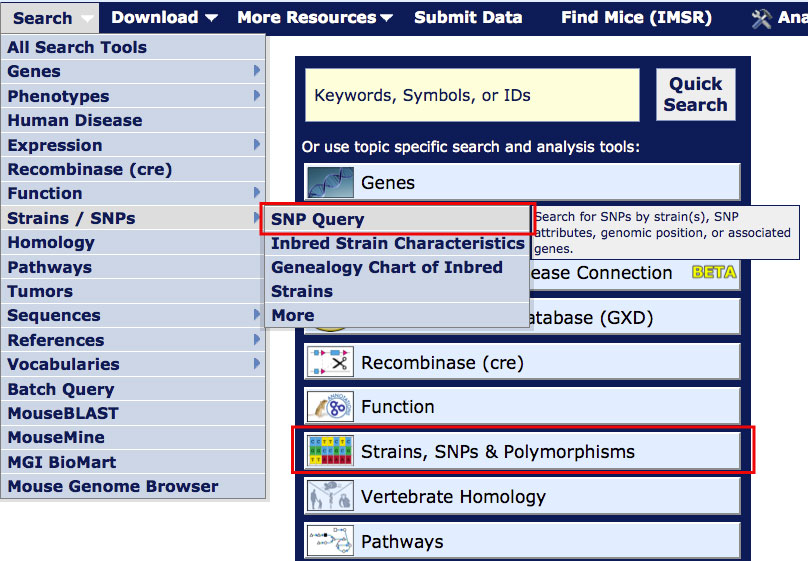 Search
Download
More Resources
Submit Data
Find Mice (IMSR)
Ana
All Search Tools
Genes
Phenotypes
Human Disease
Expression
Recombinase (cre)
Function
Strains / SNPs
Homology
Pathways
Tumors
Sequences
References
Vocabularies
Batch Query
MouseBLAST
MouseMine
MGI BioMart
Mouse Genome Browser
SNP Query
Inbred Strain Characteristics
Genealogy Chart of Inbred
Strains
More
Search for SNPs by strain(s), SNP
attributes, genomic position, or associated
genes.
Keywords, Symbols, or IDs
Quick
Search
Or use topic specific search and analysis tools:
Genes
ease Connection BETA
atabase (GXD)
Recombinase (cre)
Function
Strains, SNPs & Polymorphisms
Vertebrate Homology
Pathways